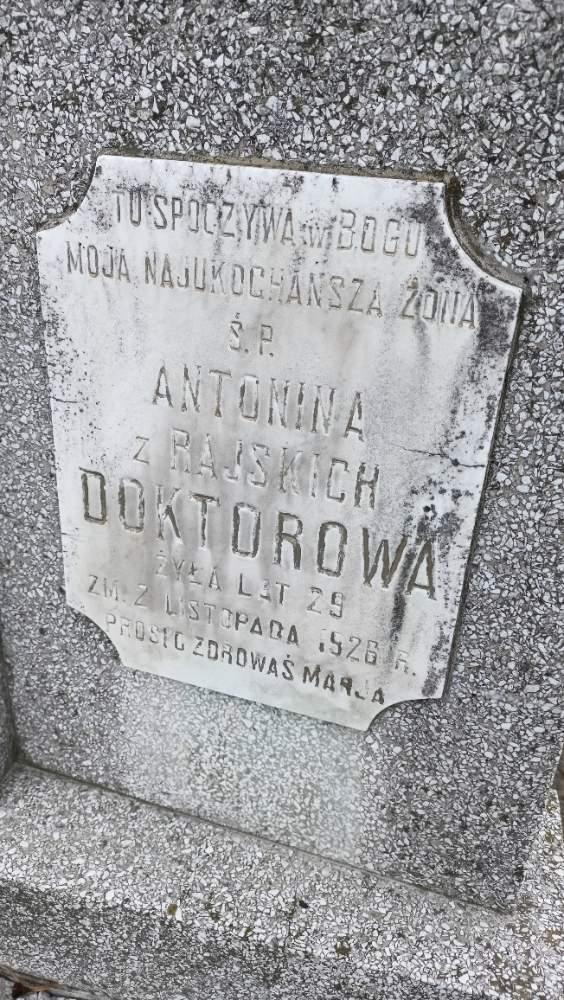 TU SPOCZYWA w BOGU
MOJA NAJUKOCHAŃSZA ŻONA
Ś.P.
ANTONINA
z RAJSKICH
DOKTOROWA
ŻYŁA LAT 29
ZM. 2 LISTOPADA 1926 R.
PROSI O ZDROWAŚ MARJA